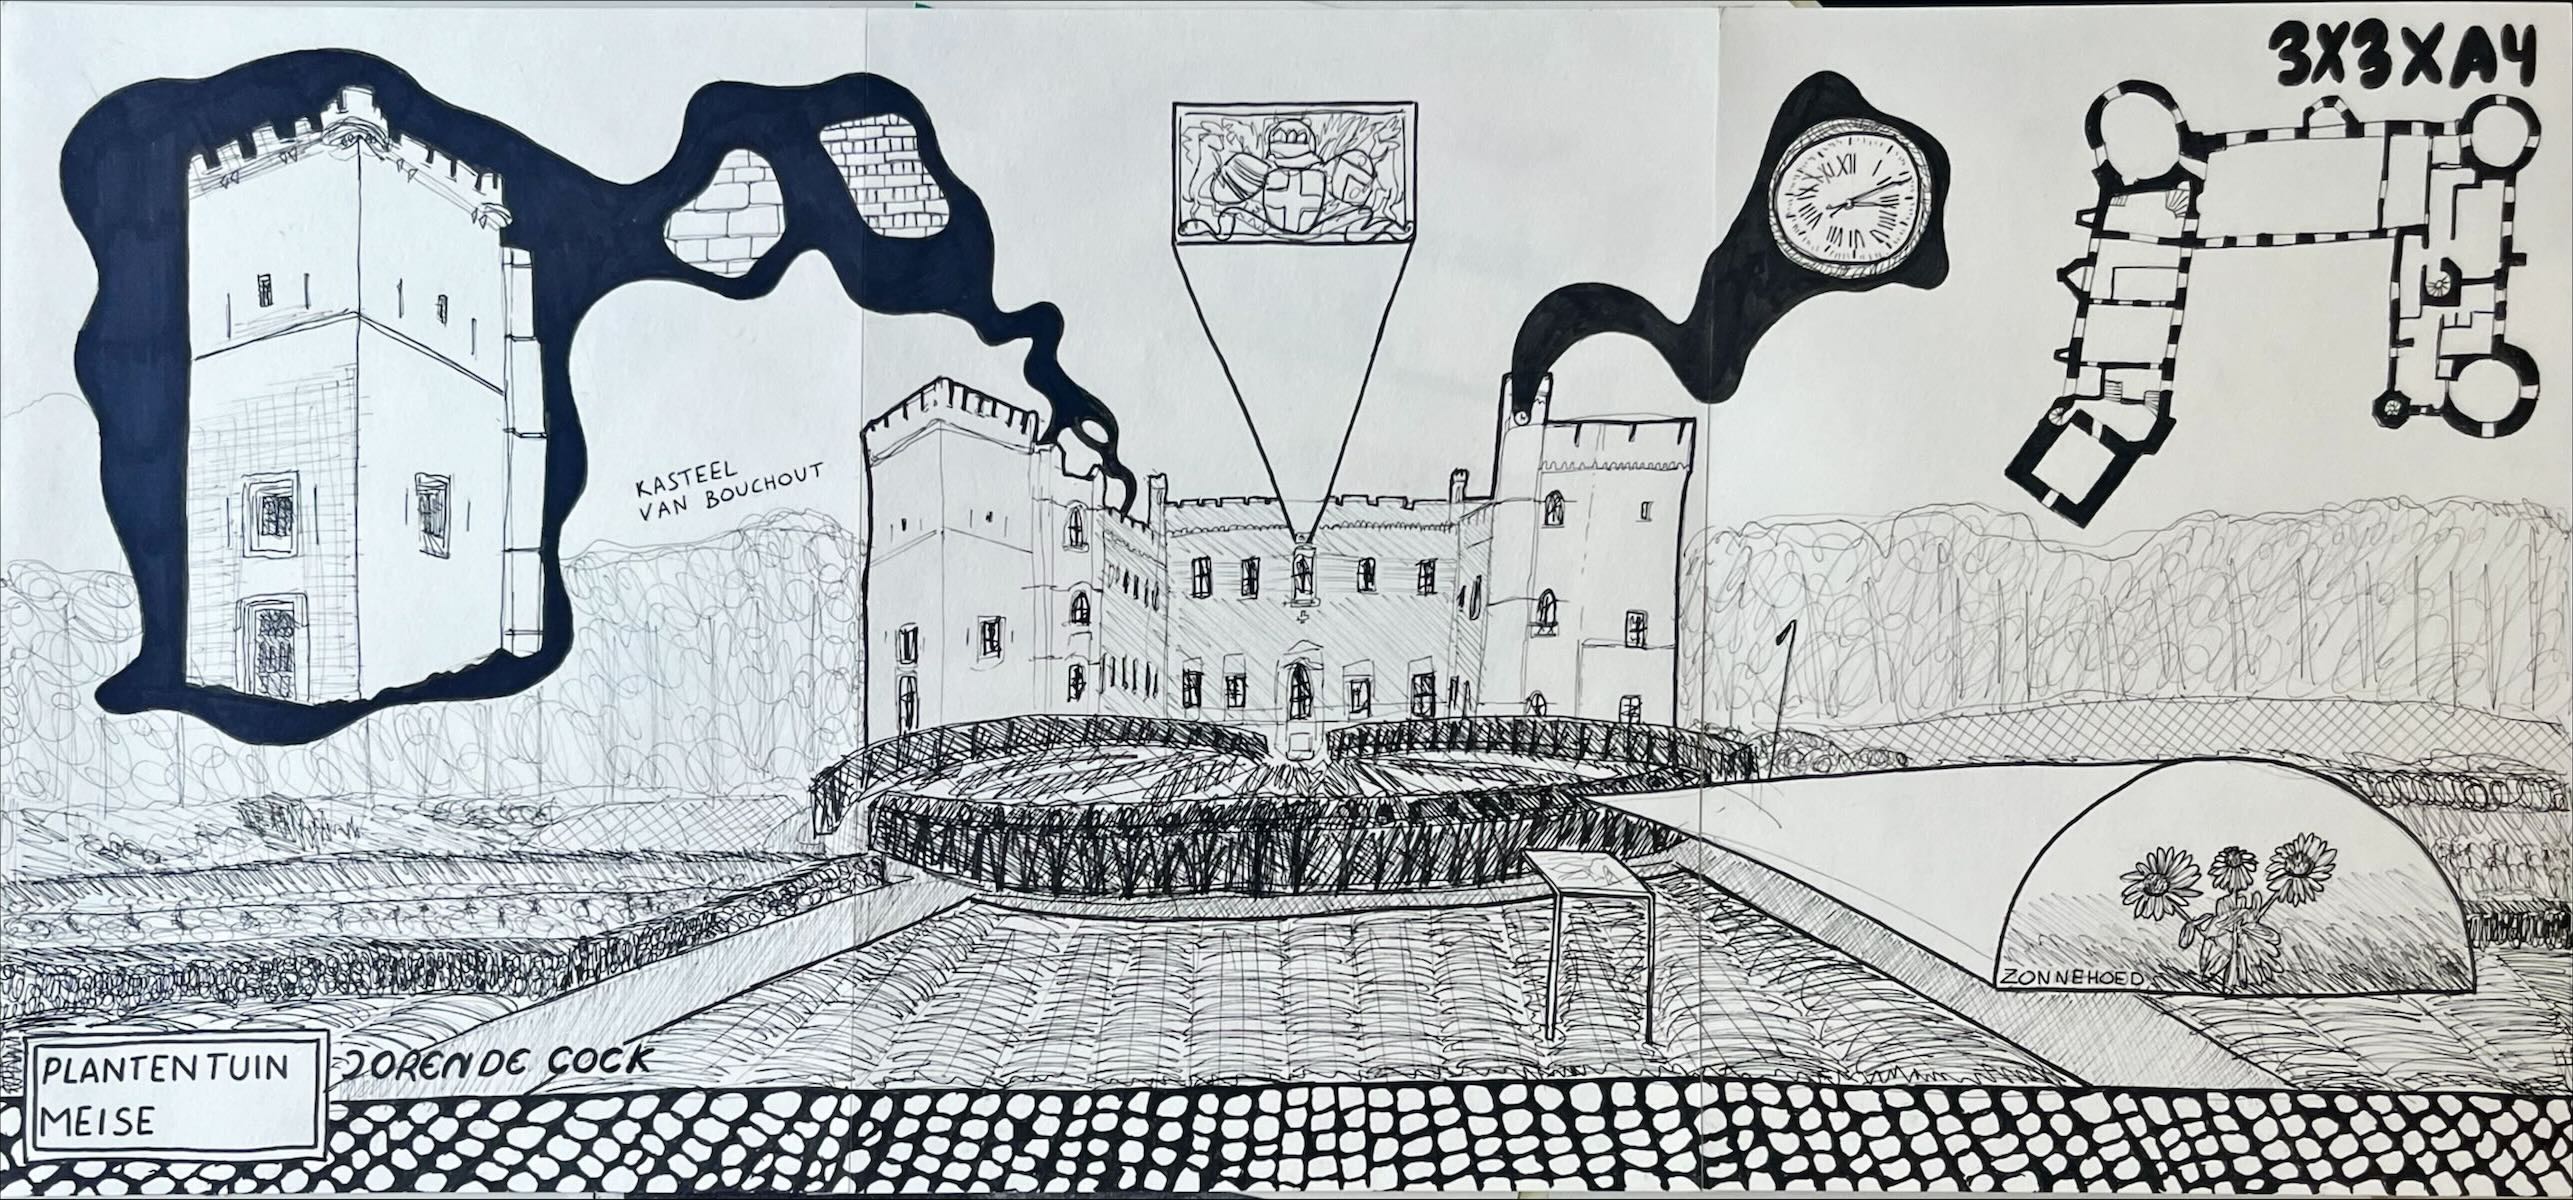 3X3XA4
KASTEEL
VAN BOUCHOUT
ZONNEHOED
PLANTENTUIN
MEISE
JOREN DE COCK